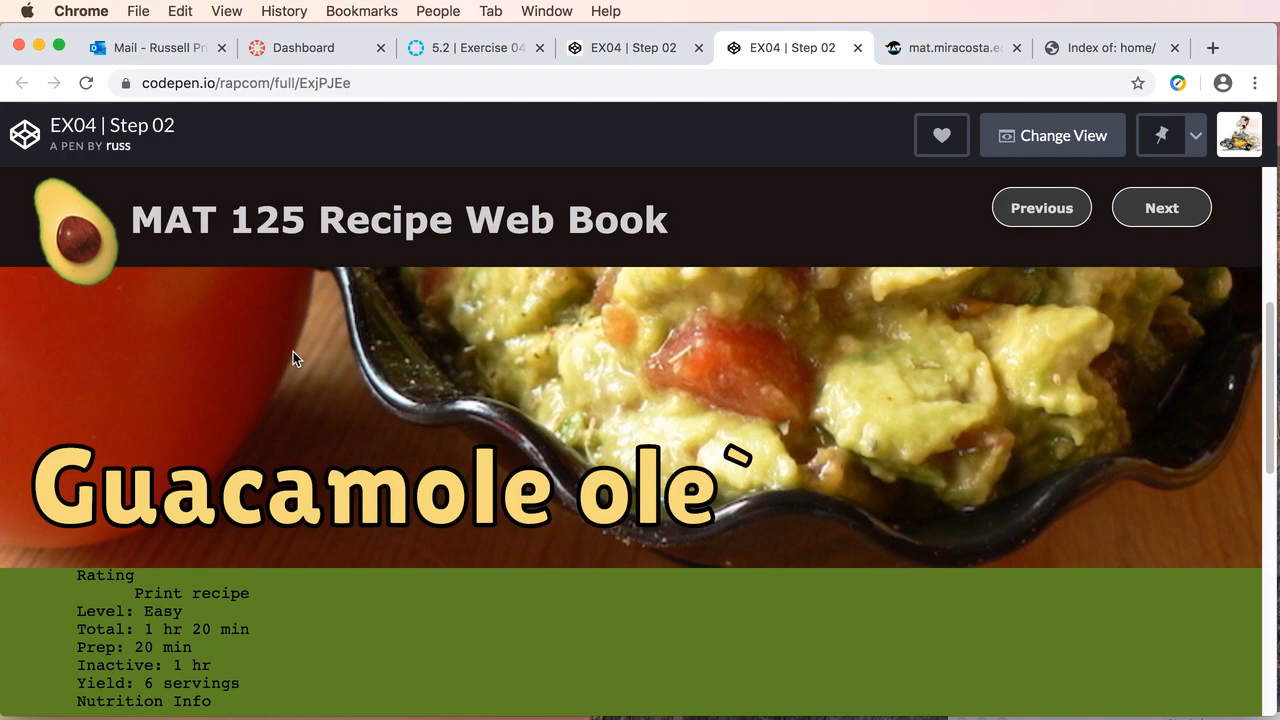 Chrome File Edit View History Bookmarks People Tab Window Help
Mail - Russell Pri Dashboard 5.2 | Exercise 04 EX04 | Step 02 EX04 | Step 02 mat.miracosta.e Index of home/
codepen.io/rapcom/full/ExjPJEe
EX04 | Step 02
A PEN BY russ
Change View
MAT 125 Recipe Web Book
Previous Next
Guacamole ole`
Rating
Print recipe
Level: Easy
Total: 1 hr 20 min
Prep: 20 min
Inactive: 1 hr
Yield: 6 servings
Nutrition Info